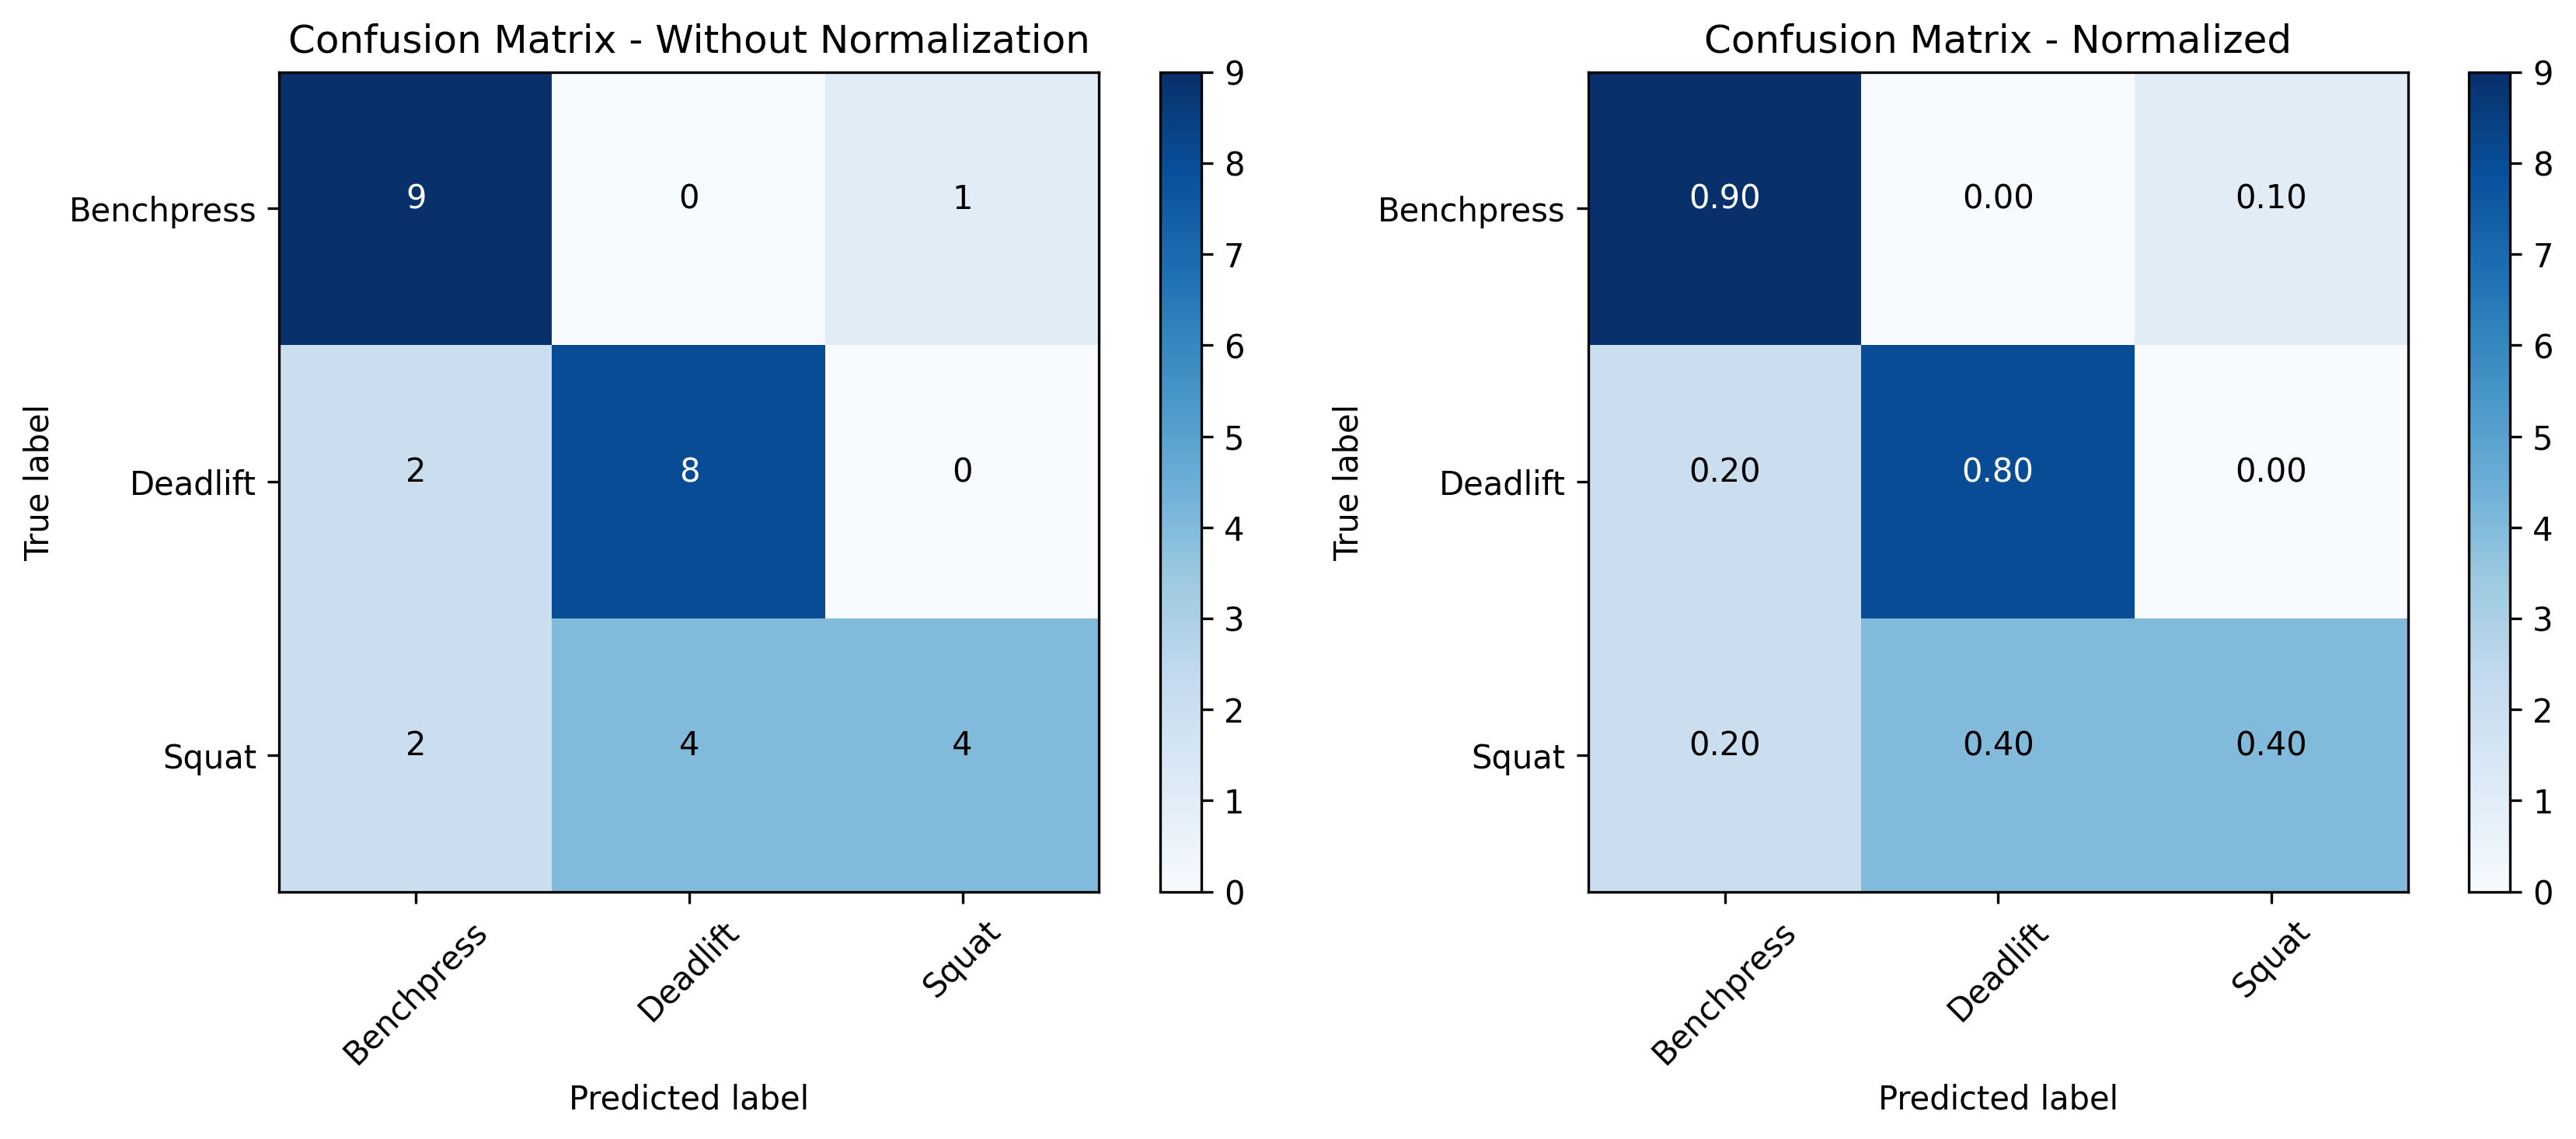 Confusion Matrix - Without Normalization
9 0 1
2 8 0
2 4 4
Benchpress
Deadlift
Squat
True label
Benchpress
Deadlift
Squat
Predicted label
9
8
7
6
5
4
3
2
1
0
Confusion Matrix - Normalized
0.90 0.00 0.10
0.20 0.80 0.00
0.20 0.40 0.40
Benchpress
Deadlift
Squat
True label
Benchpress
Deadlift
Squat
Predicted label
9
8
7
6
5
4
3
2
1
0